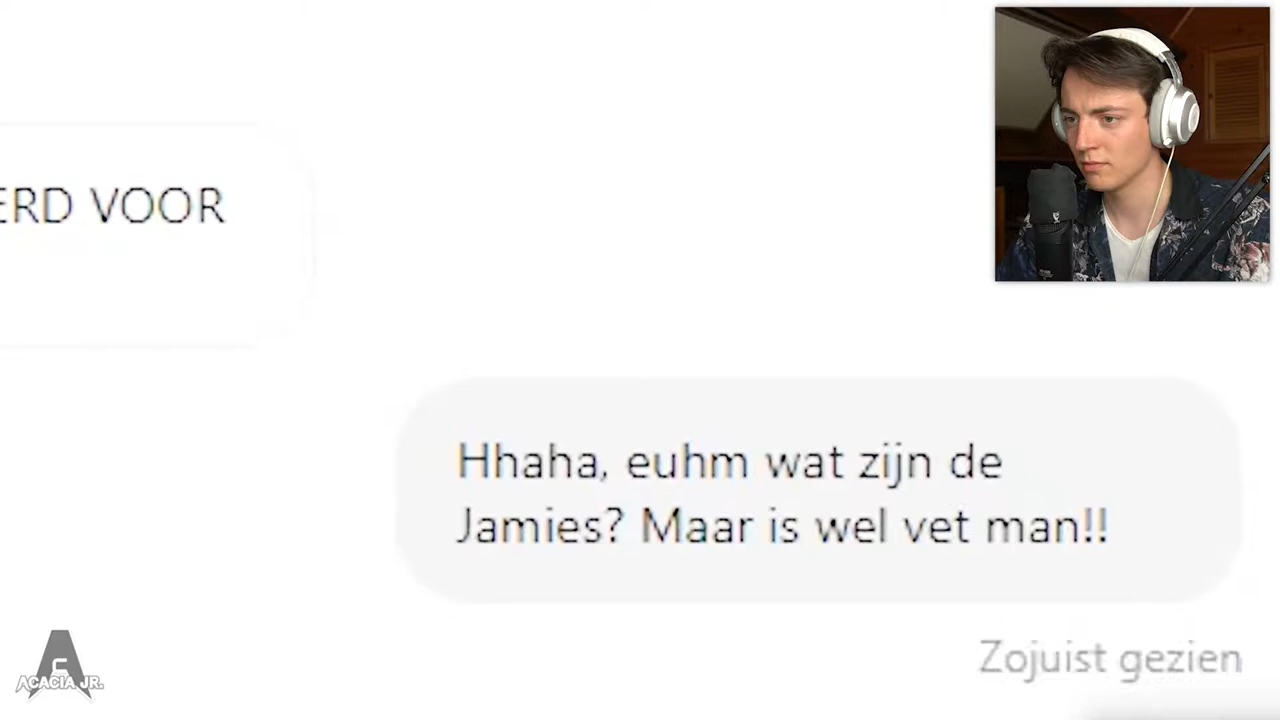 ERD VOOR
Hhaha, euhm wat zijn de
Jamies? Maar is wel vet man!!
Zojuist gezien
ACACIA JR.